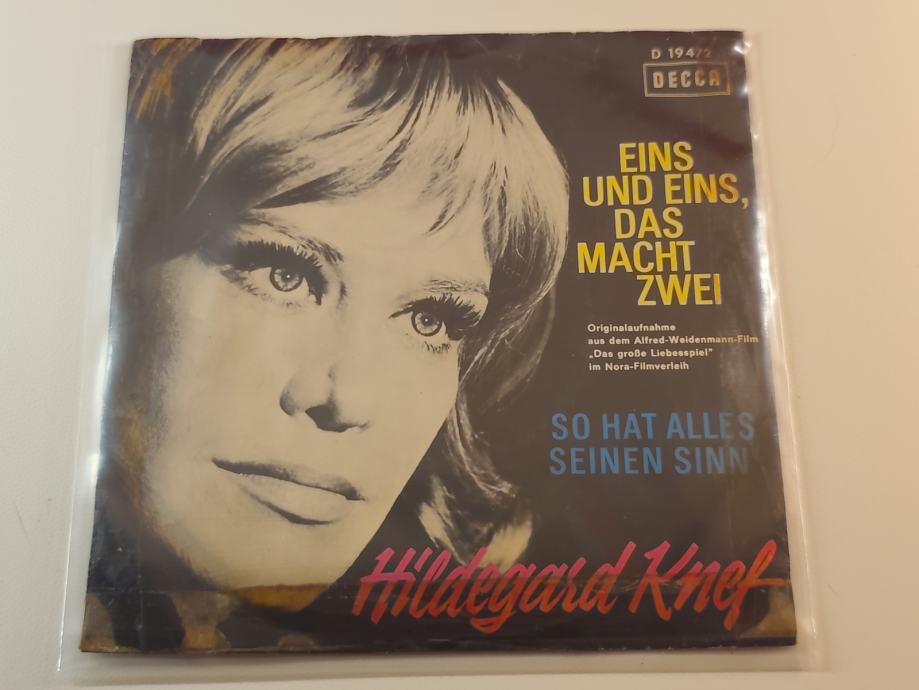 D 19472
DECCA
EINS
UND EINS,
DAS
MACHT
ZWEI
Originalaufnahme
aus dem Alfred-Weidenmann-Film
„Das große Liebesspiel"
im Nora-Filmverleih
SO HAT ALLES
SEINEN SINN
Hildegard Knef